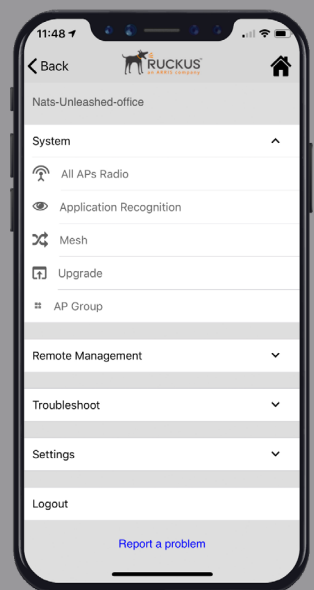 11:48
Back
RUCKUS
an ARRIS company
Nats-Unleashed-office
System
All APs Radio
Application Recognition
Mesh
Upgrade
AP Group
Remote Management
Troubleshoot
Settings
Logout
Report a problem